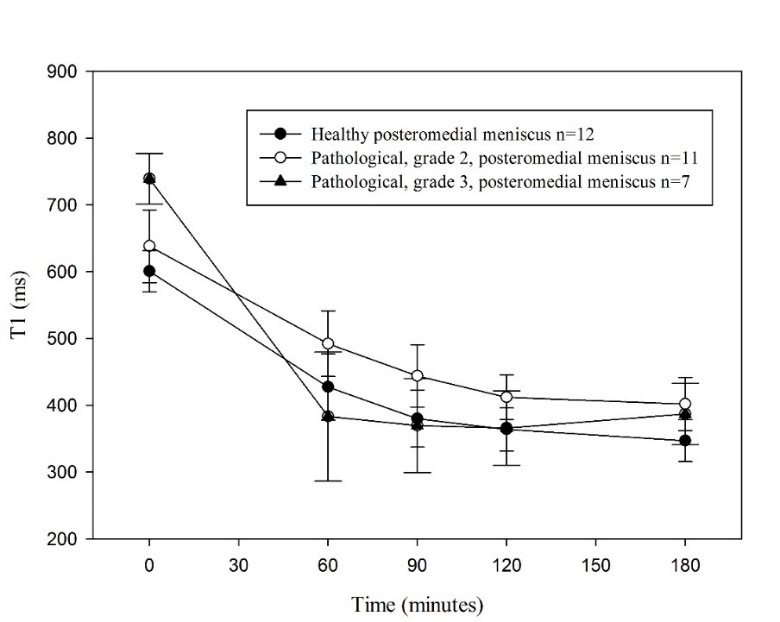 900
800
700
600
500
400
300
200
Healthy posteromedial meniscus n=12
Pathological, grade 2, posteromedial meniscus n=11
Pathological, grade 3, posteromedial meniscus n=7
T1 (ms)
0 30 60 90 120 150 180
Time (minutes)